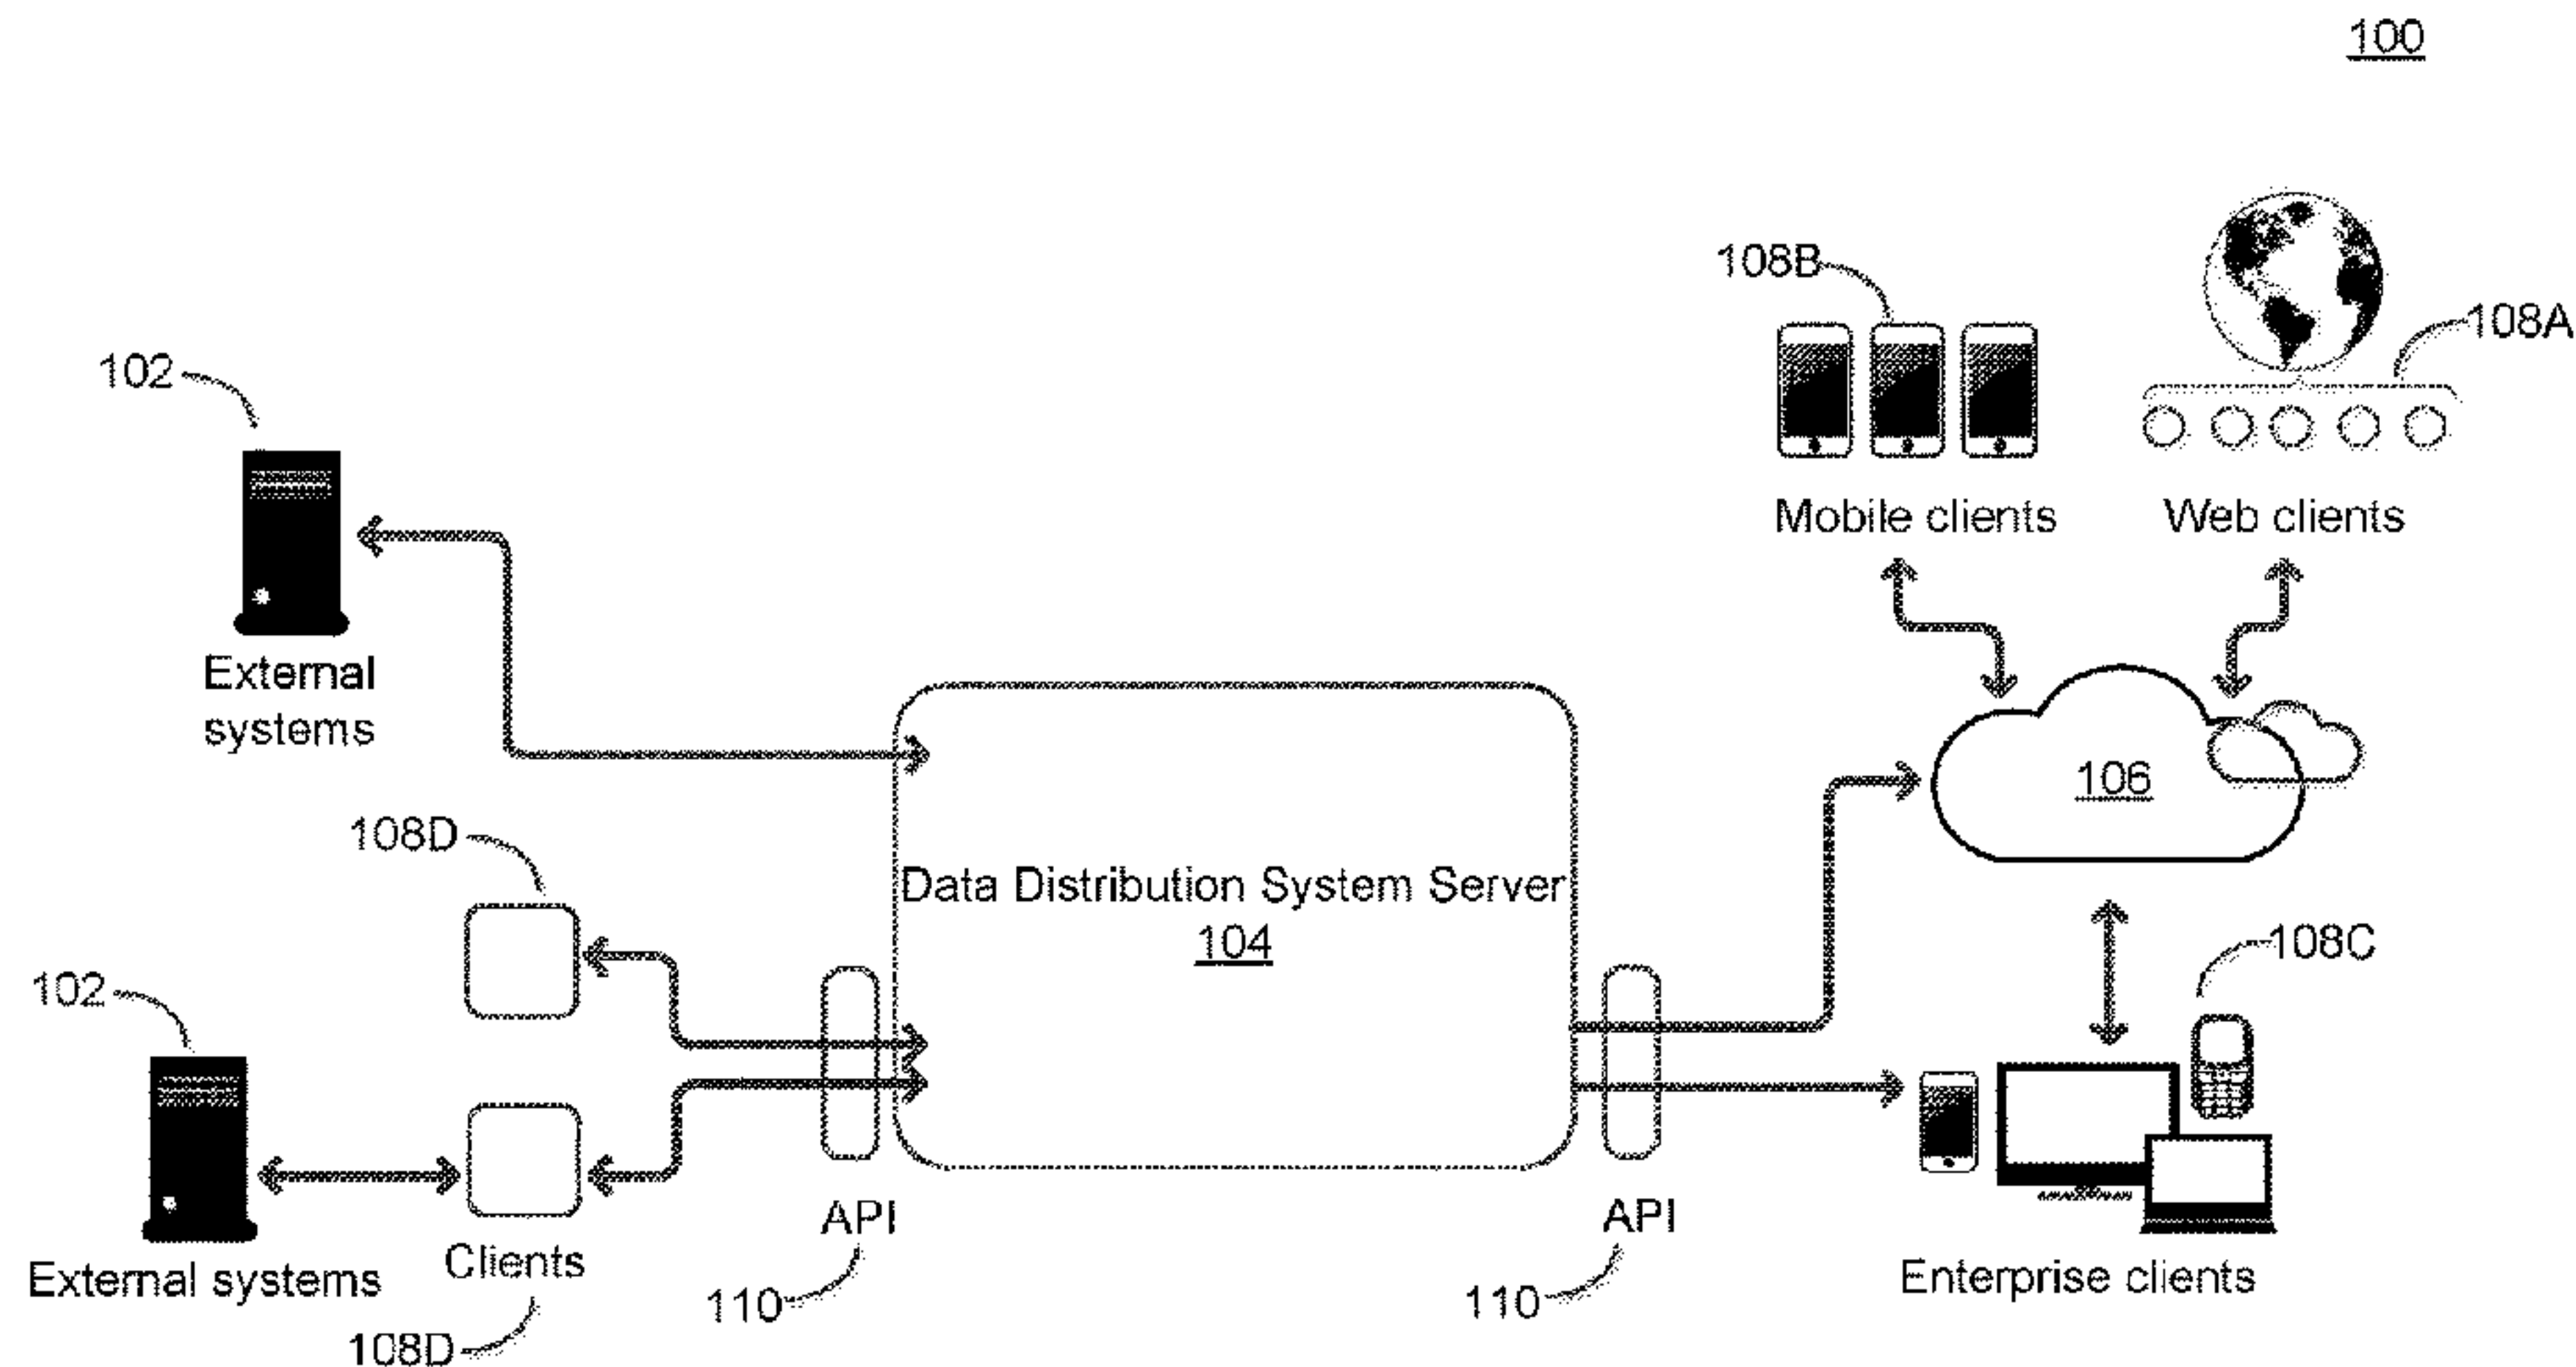 100
108B
108A
102
Mobile clients
Web clients
External
systems
106
108D
Data Distribution System Server
104
108C
102
API
API
Clients
External systems
Enterprise clients
110
110
108D